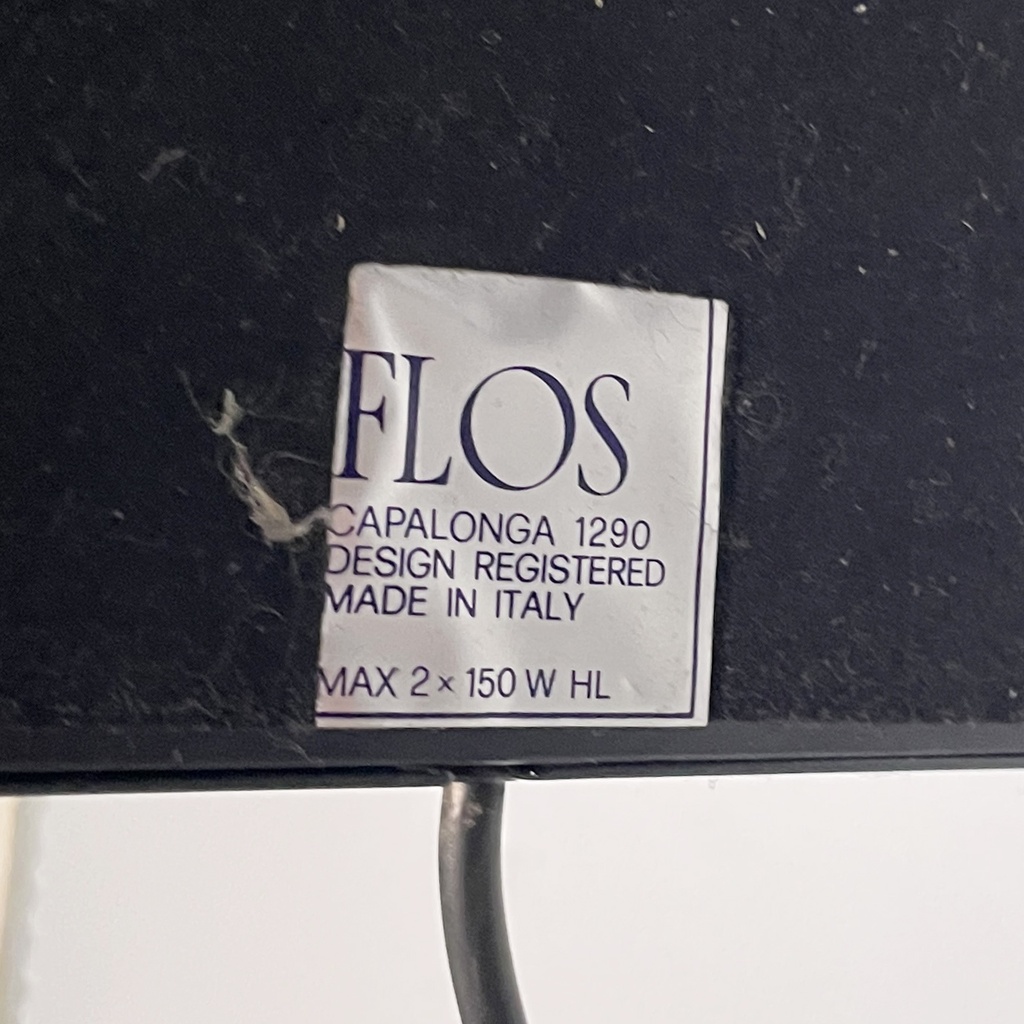 FLOS
CAPALONGA 1290
DESIGN REGISTERED
MADE IN ITALY
MAX 2 x 150 W HL